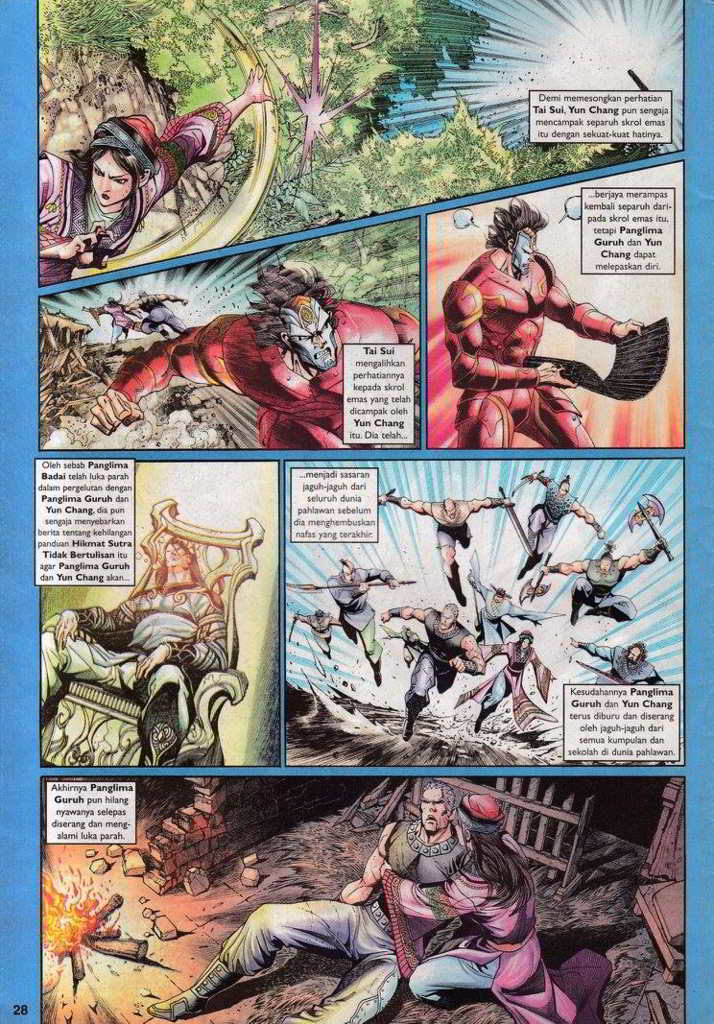 Demi memesongkan perhatian
Tai Sui, Yun Chang pun sengaja
mencampak separuh skrol emas
itu dengan sekuat-kuat hatinya.
Tai Sui
mengalihkan
perhatiannya
kepada skrol
emas yang telah
dicampak oleh
Yun Chang
itu. Dia telah...
...berjaya merampas
kembali separuh dari-
pada skrol emas itu,
tetapi Panglima
Guruh dan Yun
Chang dapat
melepaskan diri.
Oleh sebab Panglima
Badai telah luka parah
dalam pergelutan dengan
Panglima Guruh dan
Yun Chang, dia pun
sengaja menyebarkan
berita tentang kehilangan
panduan Hikmat Sutra
Tidak Bertulisan itu
agar Panglima Guruh
dan Yun Chang akan...
...menjadi sasaran
jaguh-jaguh dari
seluruh dunia
pahlawan sebelum
dia menghembuskan
nafas yang terakhir.
Kesudahannya Panglima
Guruh dan Yun Chang
terus diburu dan diserang
oleh jaguh-jaguh dari
semua kumpulan dan
sekolah di dunia pahlawan.
Akhirnya Panglima
Guruh pun hilang
nyawanya selepas
diserang dan meng-
alami luka parah.
28